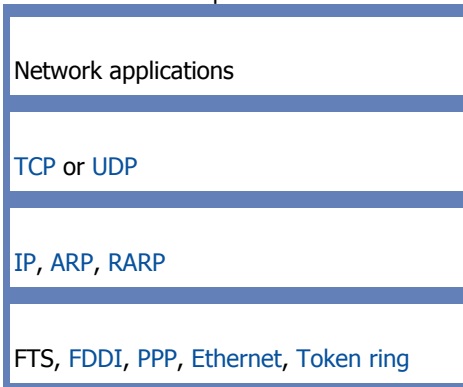 Network applications
TCP or UDP
IP, ARP, RARP
FTS, FDDI, PPP, Ethernet, Token ring